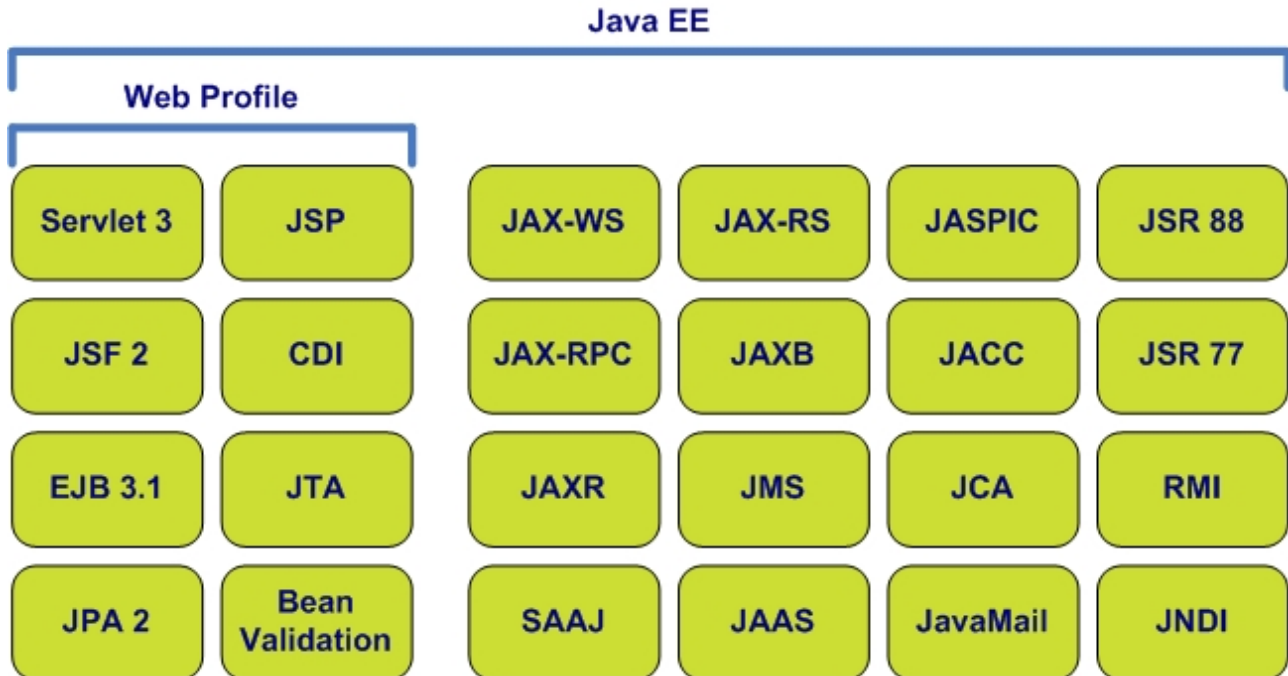 Java EE
Web Profile
Servlet 3
JSP
JAX-WS
JAX-RS
JASPIC
JSR 88
JSF 2
CDI
JAX-RPC
JAXB
JACC
JSR 77
EJB 3.1
JTA
JAXR
JMS
JCA
RMI
JPA 2
Bean
Validation
SAAJ
JAAS
JavaMail
JNDI